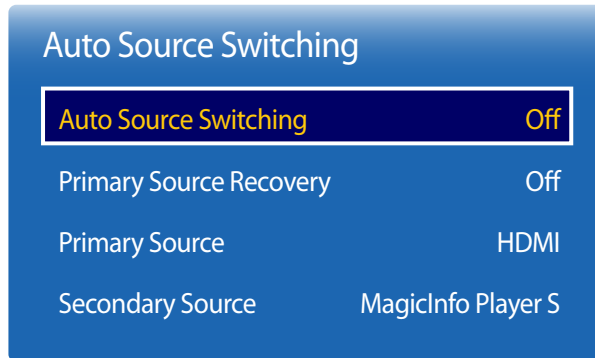 Auto Source Switching
Auto Source Switching Off
Primary Source Recovery Off
Primary Source HDMI
Secondary Source MagicInfo Player S